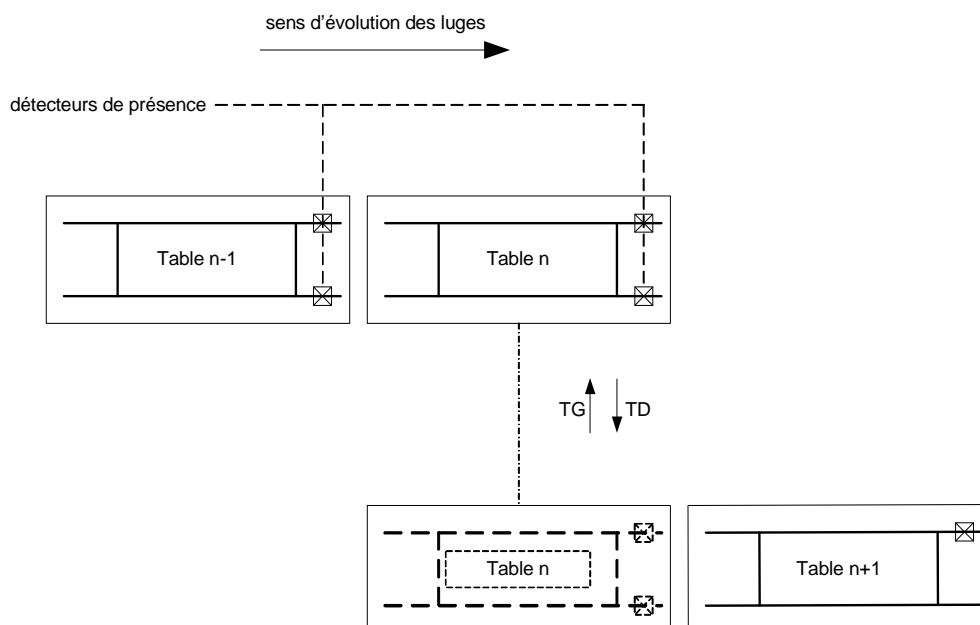 sens d'évolution des luges
détecteurs de présence
Table n-1
Table n
TG
TD
Table n
Table n+1